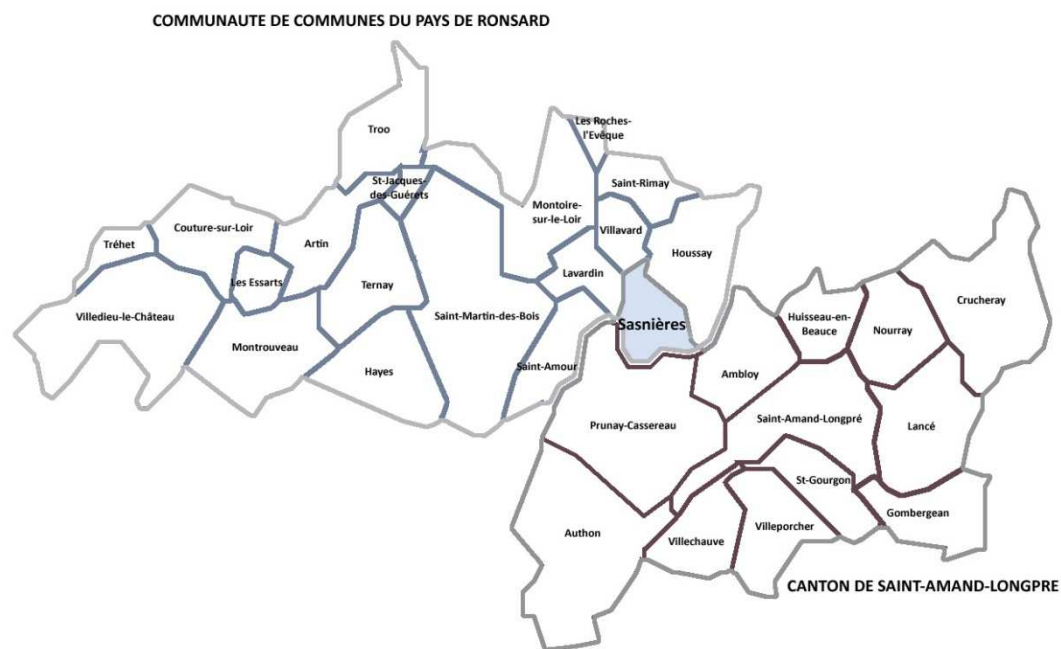 COMMUNAUTE DE COMMUNES DU PAYS DE RONSARD
Troo
Les Roches-
l'Evêque
St-Jacques-
des-Guérets
Saint-Rimay
Montoire-
sur-le-Loir
Couture-sur-Loir
Villavard
Tréhet
Artin
Houssay
Lavardin
Les Essarts
Ternay
Crucheray
Villedieu-le-Château
Saint-Martin-des-Bois
Sasnières
Huisseau-en-
Beauce
Nourray
Montrouveau
Saint-Amour
Hayes
Ambloy
Prunay-Cassereau
Saint-Amand-Longpré
Lancé
St-Gourgon
Gombergean
Authon
Villechauve
Villeporcher
CANTON DE SAINT-AMAND-LONGPRE